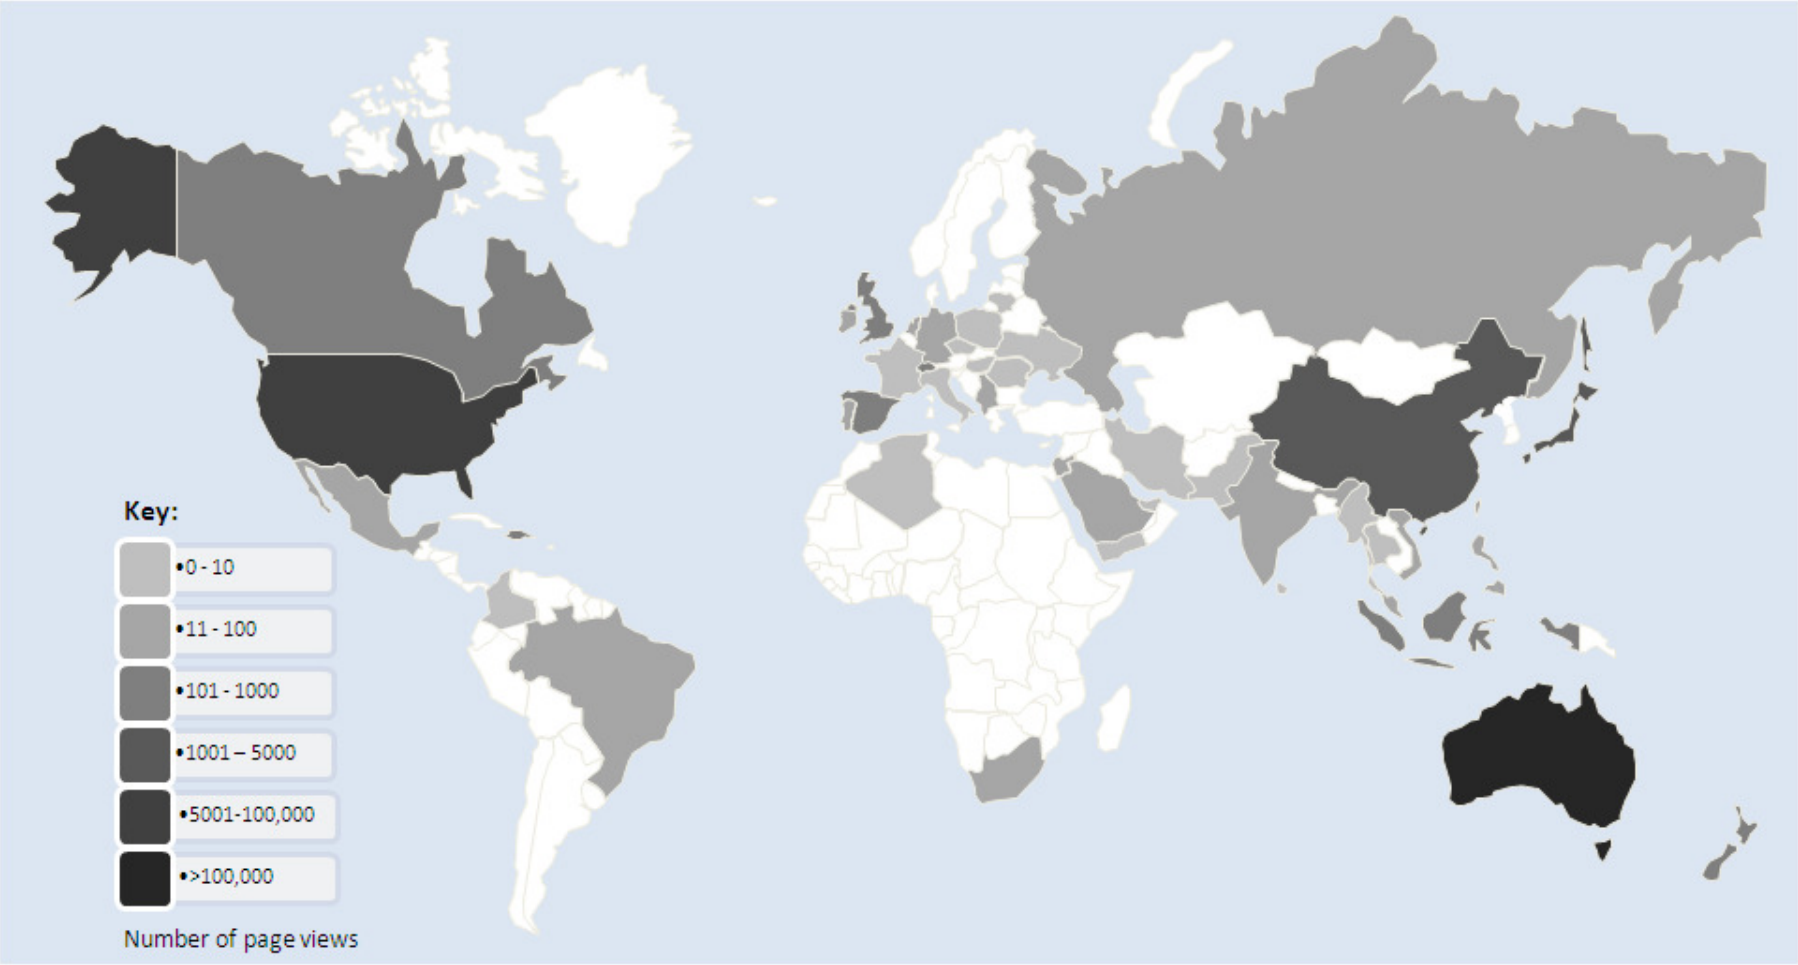 Key:
•0 - 10
•11 - 100
•101 - 1000
•1001 – 5000
•5001-100,000
•>100,000
Number of page views